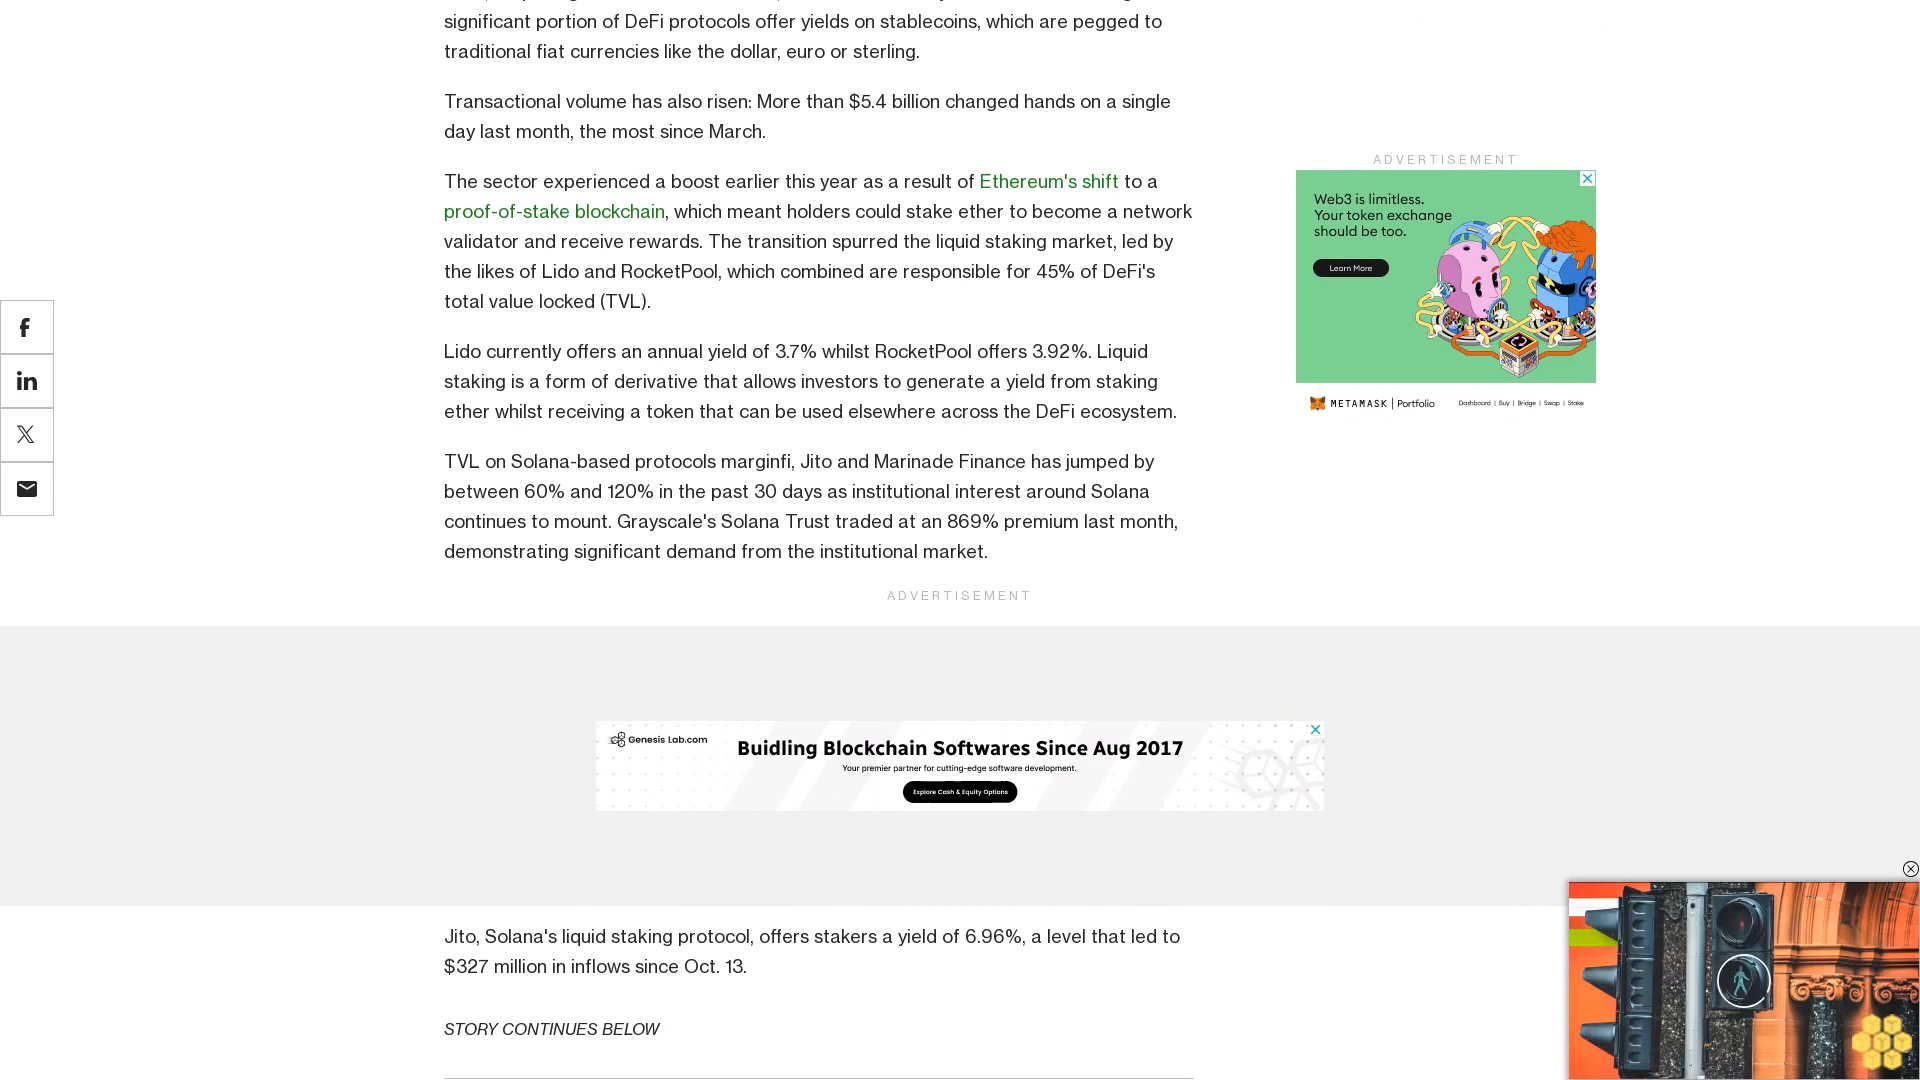 significant portion of DeFi protocols offer yields on stablecoins, which are pegged to
traditional fiat currencies like the dollar, euro or sterling.
Transactional volume has also risen: More than $5.4 billion changed hands on a single
day last month, the most since March.
The sector experienced a boost earlier this year as a result of Ethereum's shift to a
proof-of-stake blockchain, which meant holders could stake ether to become a network
validator and receive rewards. The transition spurred the liquid staking market, led by
the likes of Lido and RocketPool, which combined are responsible for 45% of DeFi's
total value locked (TVL).
Lido currently offers an annual yield of 3.7% whilst RocketPool offers 3.92%. Liquid
staking is a form of derivative that allows investors to generate a yield from staking
ether whilst receiving a token that can be used elsewhere across the DeFi ecosystem.
TVL on Solana-based protocols marginfi, Jito and Marinade Finance has jumped by
between 60% and 120% in the past 30 days as institutional interest around Solana
continues to mount. Grayscale's Solana Trust traded at an 869% premium last month,
demonstrating significant demand from the institutional market.
ADVERTISEMENT
Web3 is limitless.
Your token exchange
should be too.
Learn More
METAMASK | Portfolio
Dashboard | Buy | Bridge | Swap | Stake
ADVERTISEMENT
Genesis Lab.com
Buidling Blockchain Softwares Since Aug 2017
Your premier partner for cutting-edge software development.
Explore Cash & Equity Options
Jito, Solana's liquid staking protocol, offers stakers a yield of 6.96%, a level that led to
$327 million in inflows since Oct. 13.
STORY CONTINUES BELOW